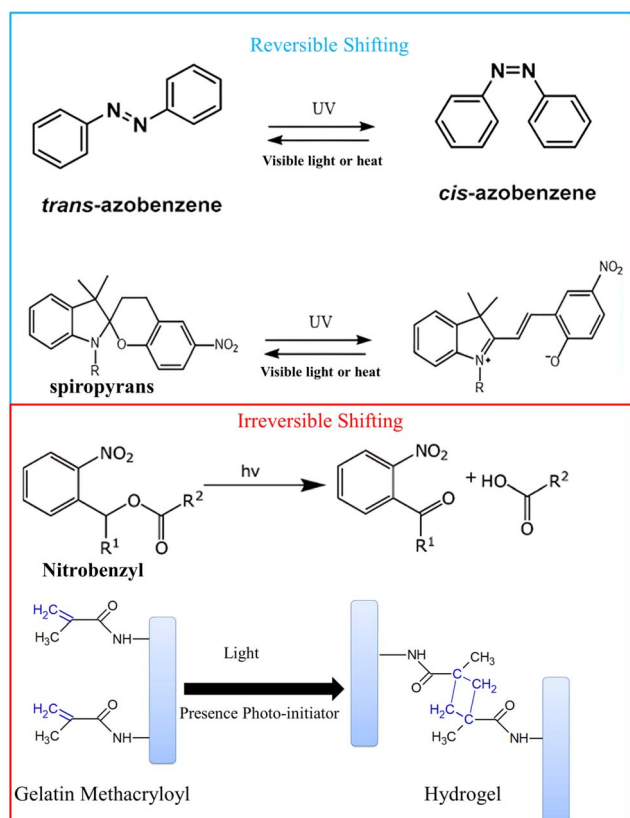 Reversible Shifting
N=N
N=N
UV
Visible light or heat
trans-azobenzene
cis-azobenzene
N
R
O
NO₂
UV
Visible light or heat
N⁺
R
⁻O
NO₂
spiropyrans
Irreversible Shifting
NO₂
O
R²
R¹
O
hv
NO₂
O
R¹
+
HO
R²
O
Nitrobenzyl
H₂C
O
H₃C
NH
H₂C
O
H₃C
NH
Light
Presence Photo-initiator
NH
O
CH₃
C
CH₂
H₂C
C
H₃C
O
NH
Gelatin Methacryloyl
Hydrogel